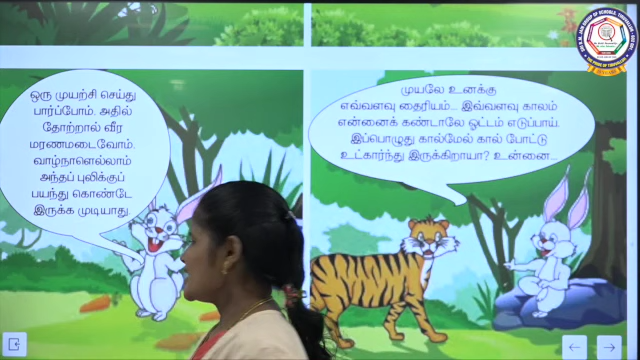 ஒரு முயற்சி செய்து
பார்ப்போம். அதில்
தோற்றால் வீர
மரணமடைவோம்.
வாழ்நாளெல்லாம்
அந்தப் புலிக்குப்
பயந்து கொண்டே
இருக்க முடியாது
முயலே உனக்கு
எவ்வளவு தைரியம்... இவ்வளவு காலம்
என்னைக் கண்டாலே ஓட்டம் எடுப்பாய்.
இப்பொழுது கால்மேல் கால் போட்டு
உட்கார்ந்து இருக்கிறாயா? உன்னை...